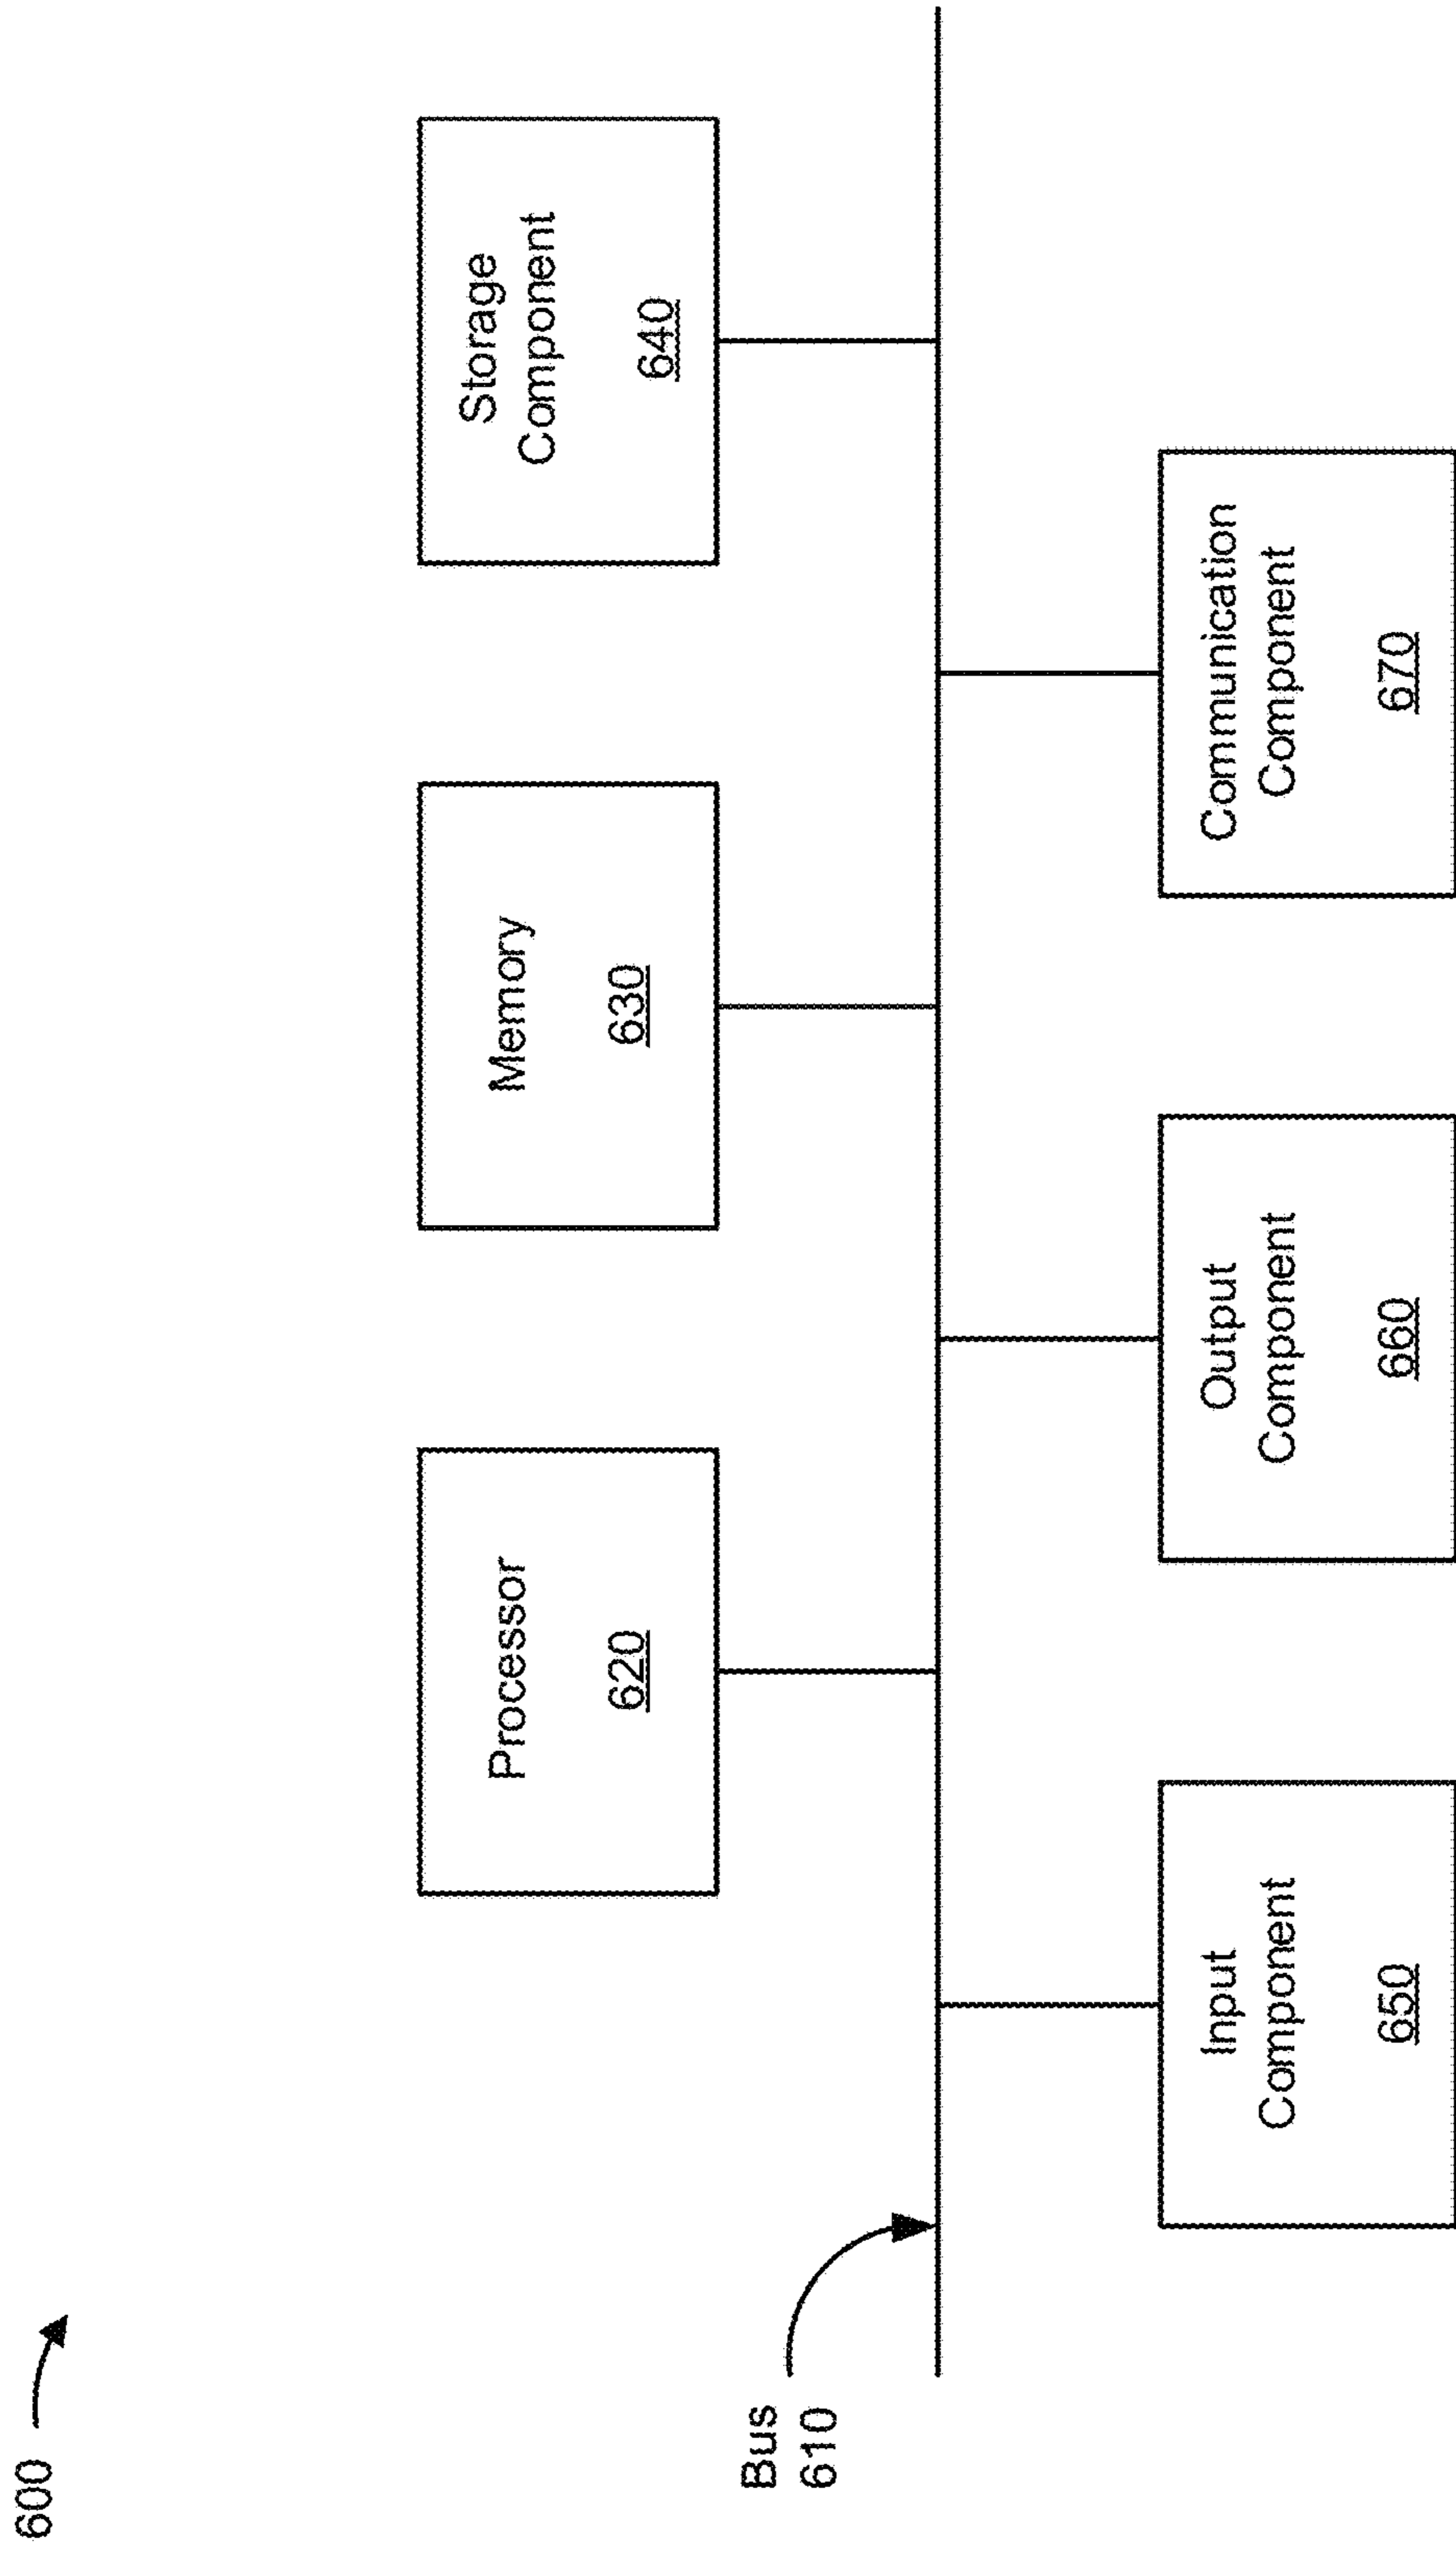 600
Processor
620
Memory
630
Storage
Component
640
Bus
610
Input
Component
650
Output
Component
660
Communication
Component
670